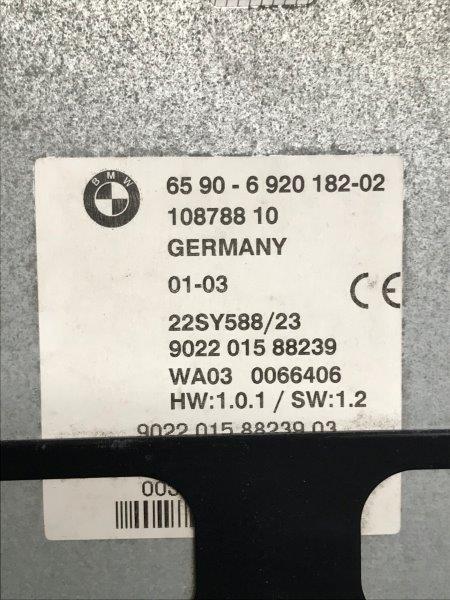 BMW
65 90 - 6 920 182-02
108788 10
GERMANY
01-03
CE
22SY588/23
9022 015 88239
WA03 0066406
HW:1.0.1 / SW:1.2
9022 015 88239 03